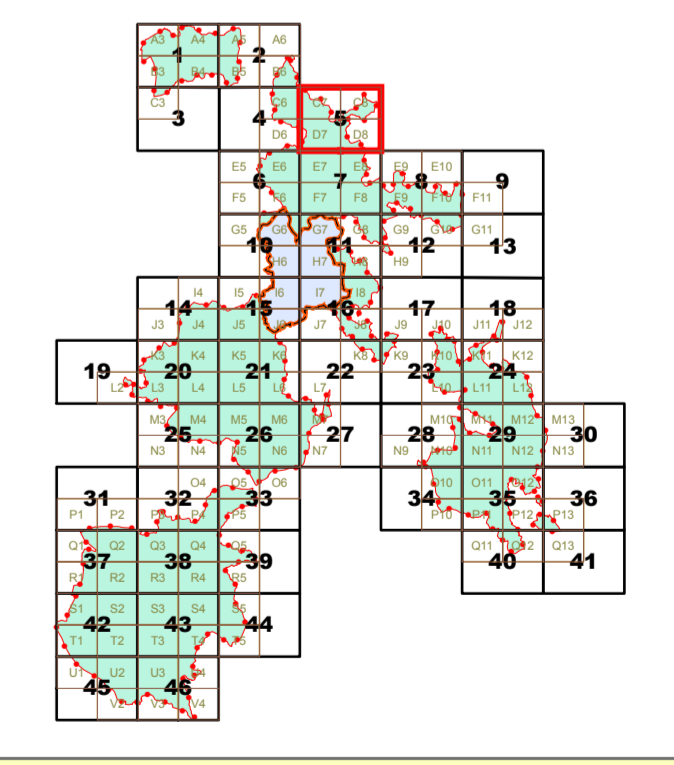 A3 A4 A5 A6
1 2
B3 B4 B5 B6
C3 C6 C7 C8
3 4 5
D6 D7 D8
E5 E6 E7 E8 E9 E10
6 7 8 9
F5 F6 F7 F8 F9 F10 F11
G5 G6 G7 G8 G9 G10 G11
10 11 12 13
H6 H7 H8 H9
I4 I5 I6 I7 I8
14 15 16 17 18
J3 J4 J5 J6 J7 J8 J9 J10 J11 J12
K3 K4 K5 K6 K8 K9 K10 K11 K12
19 20 21 22 23 24
L2 L3 L4 L5 L6 L7 L10 L11 L12
M3 M4 M5 M6 M10 M11 M12 M13
25 26 27 28 29 30
N3 N4 N5 N6 N7 N9 N10 N11 N12 N13
O4 O5 O6 O10 O11 O12
31 32 33 34 35 36
P1 P2 P3 P4 P5 P10 P11 P12 P13
Q1 Q2 Q3 Q4 Q5 Q11 Q12 Q13
37 38 39 40 41
R1 R2 R3 R4 R5
S1 S2 S3 S4 S5
42 43 44
T1 T2 T3 T4 T5
U1 U2 U3 U4
45 46
V2 V3 V4